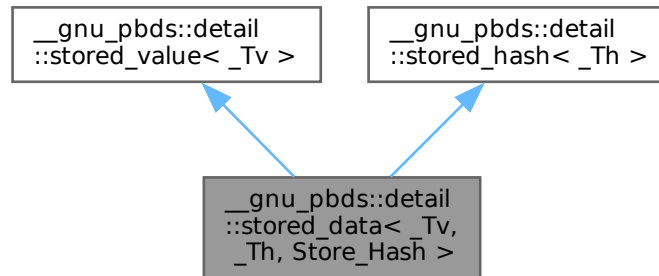 __gnu_pbds::detail
::stored_value< _Tv >
__gnu_pbds::detail
::stored_hash< _Th >
__gnu_pbds::detail
::stored_data< _Tv,
_Th, Store_Hash >